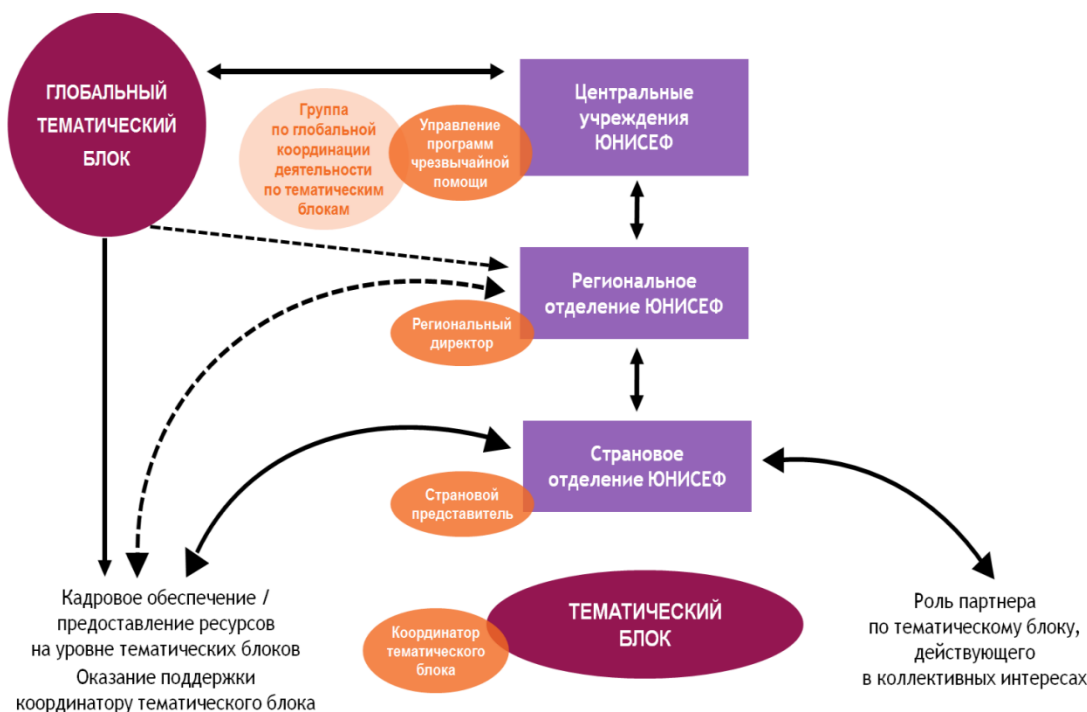 ГЛОБАЛЬНЫЙ
ТЕМАТИЧЕСКИЙ
БЛОК
Группа
по глобальной
координации
деятельности
по тематическим
блокам
Управление
программ
чрезвычайной
помощи
Центральные
учреждения
ЮНИСЕФ
Региональное
отделение ЮНИСЕФ
Региональный
директор
Страновое
отделение ЮНИСЕФ
Страновой
представитель
Кадровое обеспечение /
предоставление ресурсов
на уровне тематических блоков
Оказание поддержки
координатору тематического блока
Координатор
тематического
блока
ТЕМАТИЧЕСКИЙ
БЛОК
Роль партнера
по тематическому блоку,
действующего
в коллективных интересах